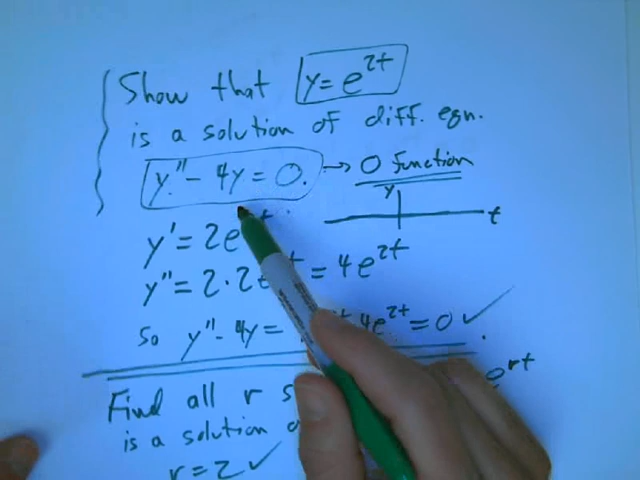 Show that y = e^2t
is a solution of diff. eqn.
y'' - 4y = 0. → 0 function
y
t
y' = 2e
y'' = 2·2e = 4e^2t
So y'' - 4y = 4e^2t = 0 ✓.
Find all r e^rt
is a solution
r = 2 ✓